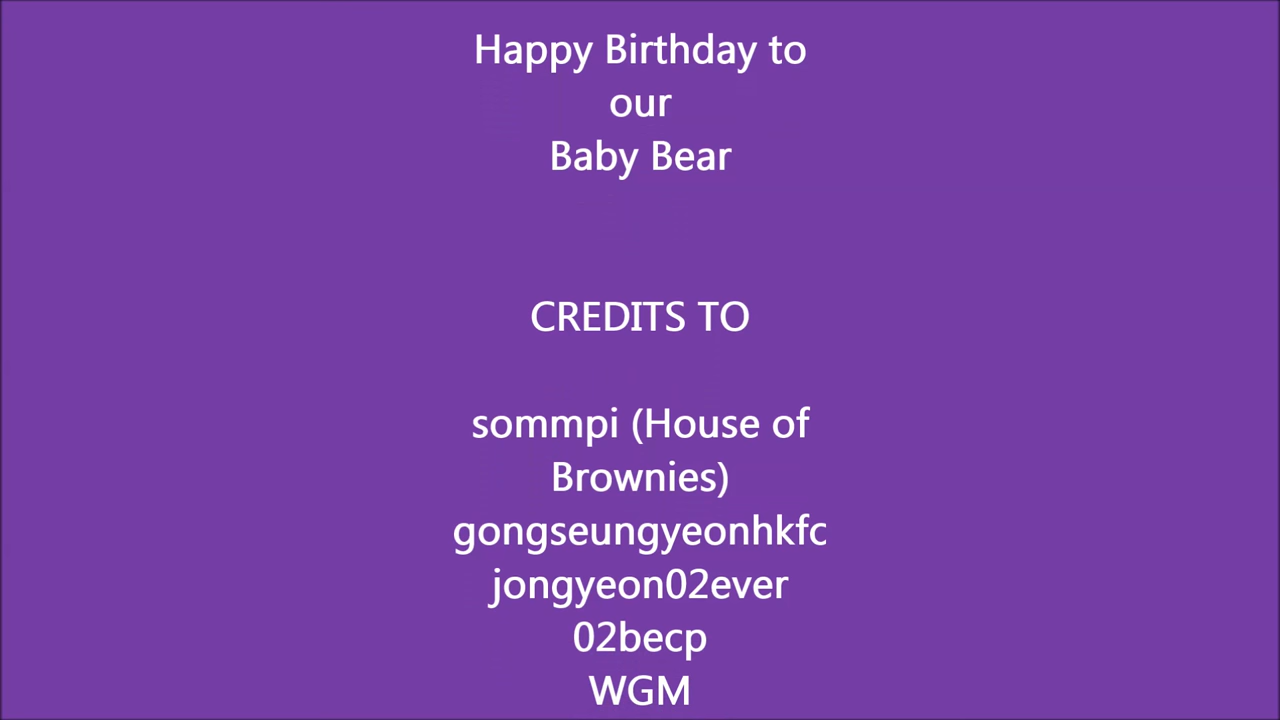 Happy Birthday to
our
Baby Bear
CREDITS TO
sommpi (House of
Brownies)
gongseungyeonhkfc
jongyeon02ever
02becp
WGM